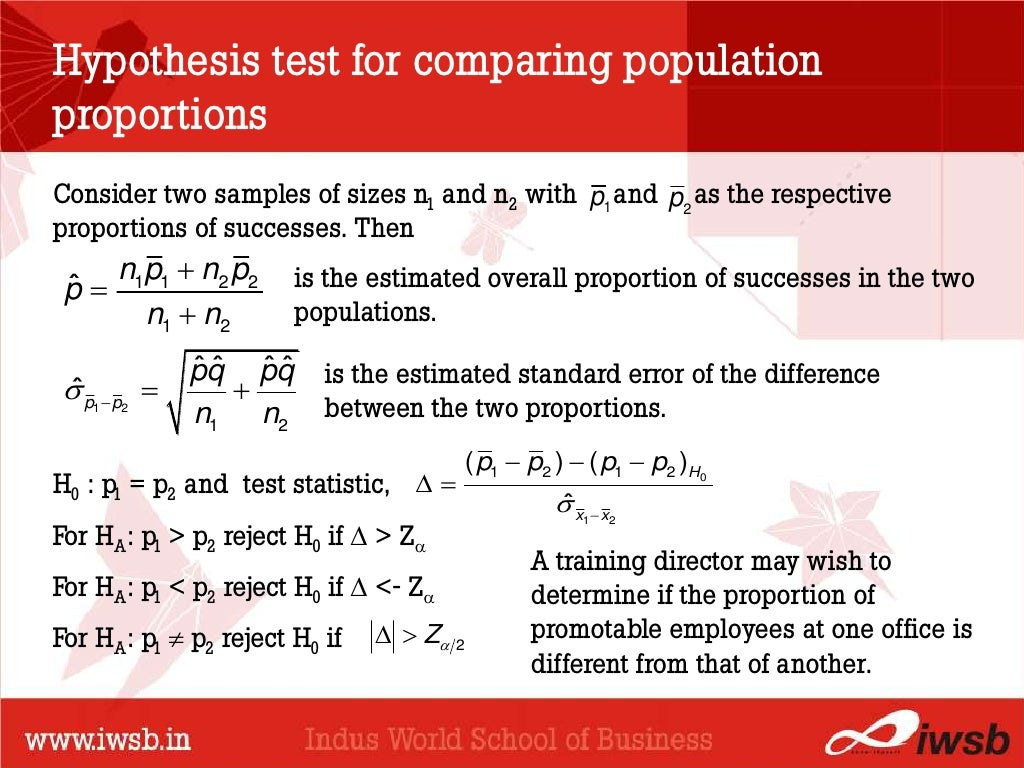 Hypothesis test for comparing population
proportions
Consider two samples of sizes n₁ and n₂ with p̅₁ and p̅₂ as the respective
proportions of successes. Then
p̂ = (n₁p̅₁ + n₂p̅₂) / (n₁ + n₂) is the estimated overall proportion of successes in the two
populations.
σ̂ p̅₁−p̅₂ = √(p̂q̂/n₁ + p̂q̂/n₂) is the estimated standard error of the difference
between the two proportions.
H₀ : p₁ = p₂ and test statistic, Δ = ((p̅₁ − p̅₂) − (p₁ − p₂)H₀) / σ̂ x̅₁−x̅₂
For H_A : p₁ > p₂ reject H₀ if Δ > Zα
For H_A : p₁ < p₂ reject H₀ if Δ <- Zα
For H_A : p₁ ≠ p₂ reject H₀ if |Δ| > Zα/2
A training director may wish to
determine if the proportion of
promotable employees at one office is
different from that of another.
www.iwsb.in Indus World School of Business iwsb